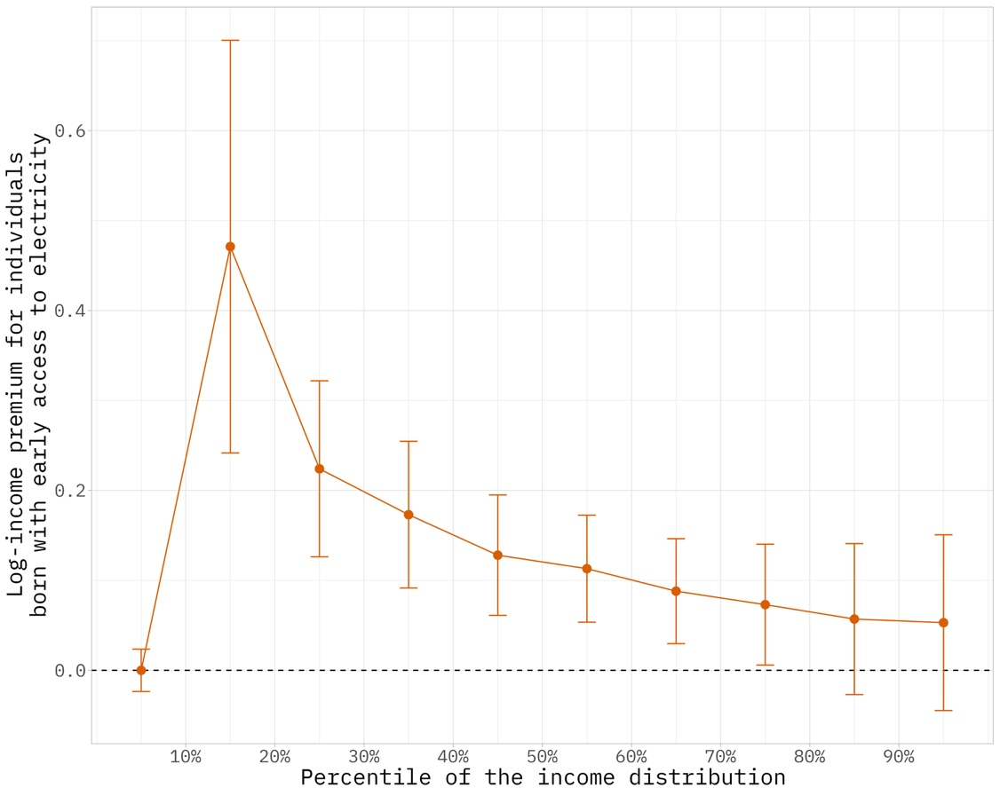 Log-income premium for individuals
born with early access to electricity
0.6
0.4
0.2
0.0
10% 20% 30% 40% 50% 60% 70% 80% 90%
Percentile of the income distribution